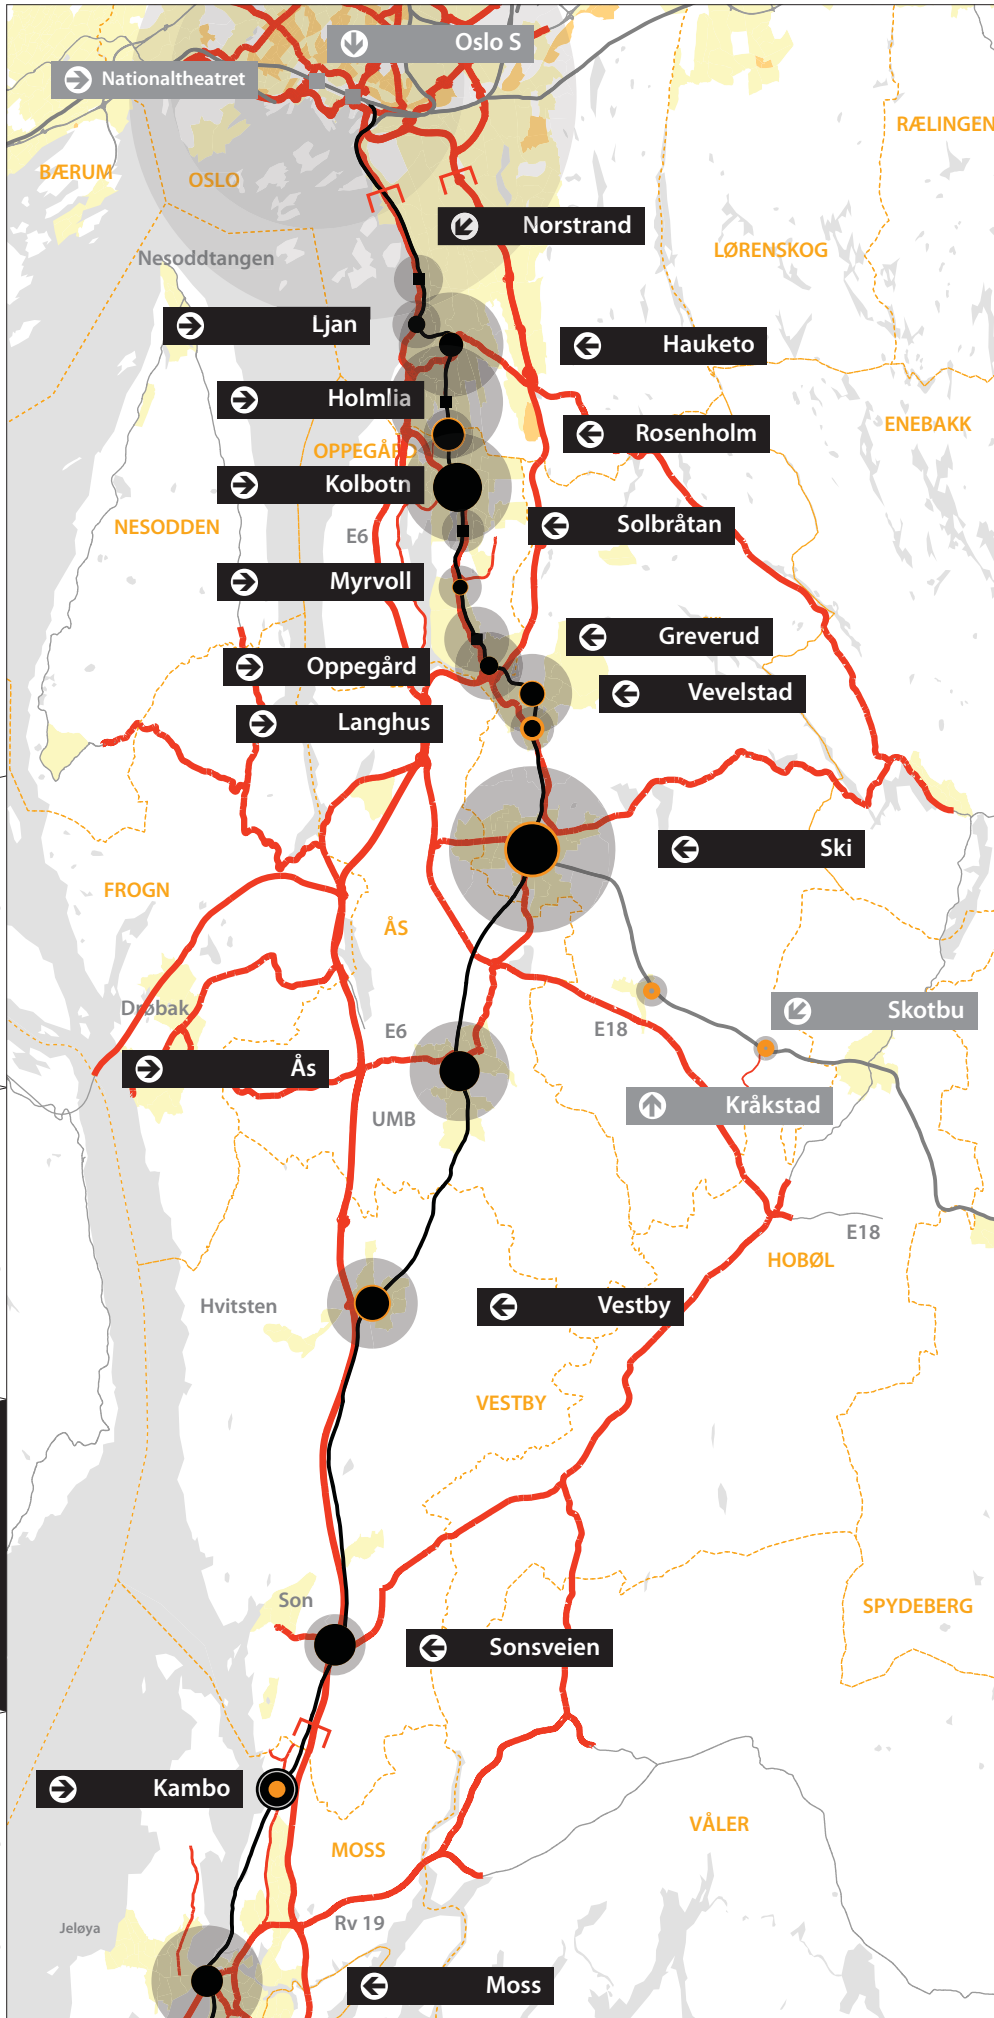 Oslo S
Nationaltheatret
RÆLINGEN
BÆRUM
OSLO
Norstrand
LØRENSKOG
Nesoddtangen
Ljan
Hauketo
Holmlia
ENEBAKK
Rosenholm
OPPEGÅRD
Kolbotn
NESODDEN
Solbråtan
E6
Myrvoll
Greverud
Oppegård
Vevelstad
Langhus
Ski
FROGN
ÅS
Drøbak
Skotbu
E6
E18
Ås
Kråkstad
UMB
E18
HOBØL
Hvitsten
Vestby
VESTBY
Son
SPYDEBERG
Sonsveien
Kambo
VÅLER
MOSS
Rv 19
Jeløya
Moss